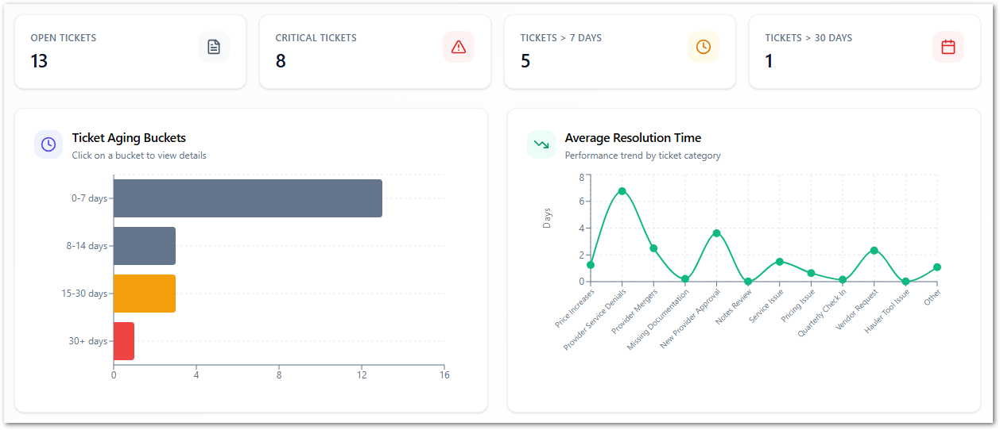 OPEN TICKETS
13
CRITICAL TICKETS
8
TICKETS > 7 DAYS
5
TICKETS > 30 DAYS
1
Ticket Aging Buckets
Click on a bucket to view details
0-7 days
8-14 days
15-30 days
30+ days
0 4 8 12 16
Average Resolution Time
Performance trend by ticket category
8
6
4
2
0
Days
Price Increases
Provider Service Denials
Provider Mergers
Missing Documentation
New Provider Approval
Notes Review
Service Issue
Pricing Issue
Quarterly Check In
Vendor Request
Hauler Tool Issue
Other